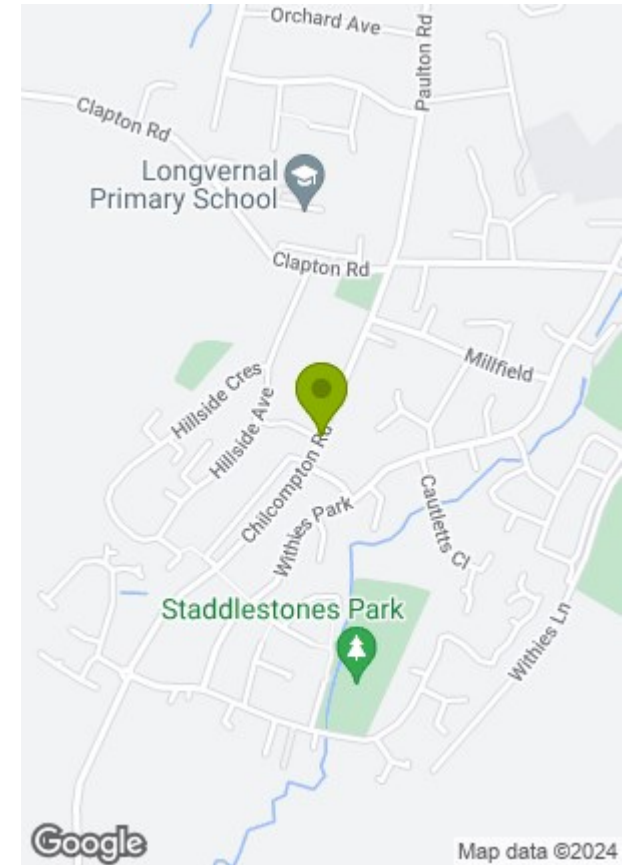 Orchard Ave
Paulton Rd
Clapton Rd
Longvernal
Primary School
Clapton Rd
Millfield
Hillside Cres
Hillside Ave
Chilcompton Rd
Withies Park
Cautletts Cl
Staddlestones Park
Withies Ln
Google
Map data ©2024